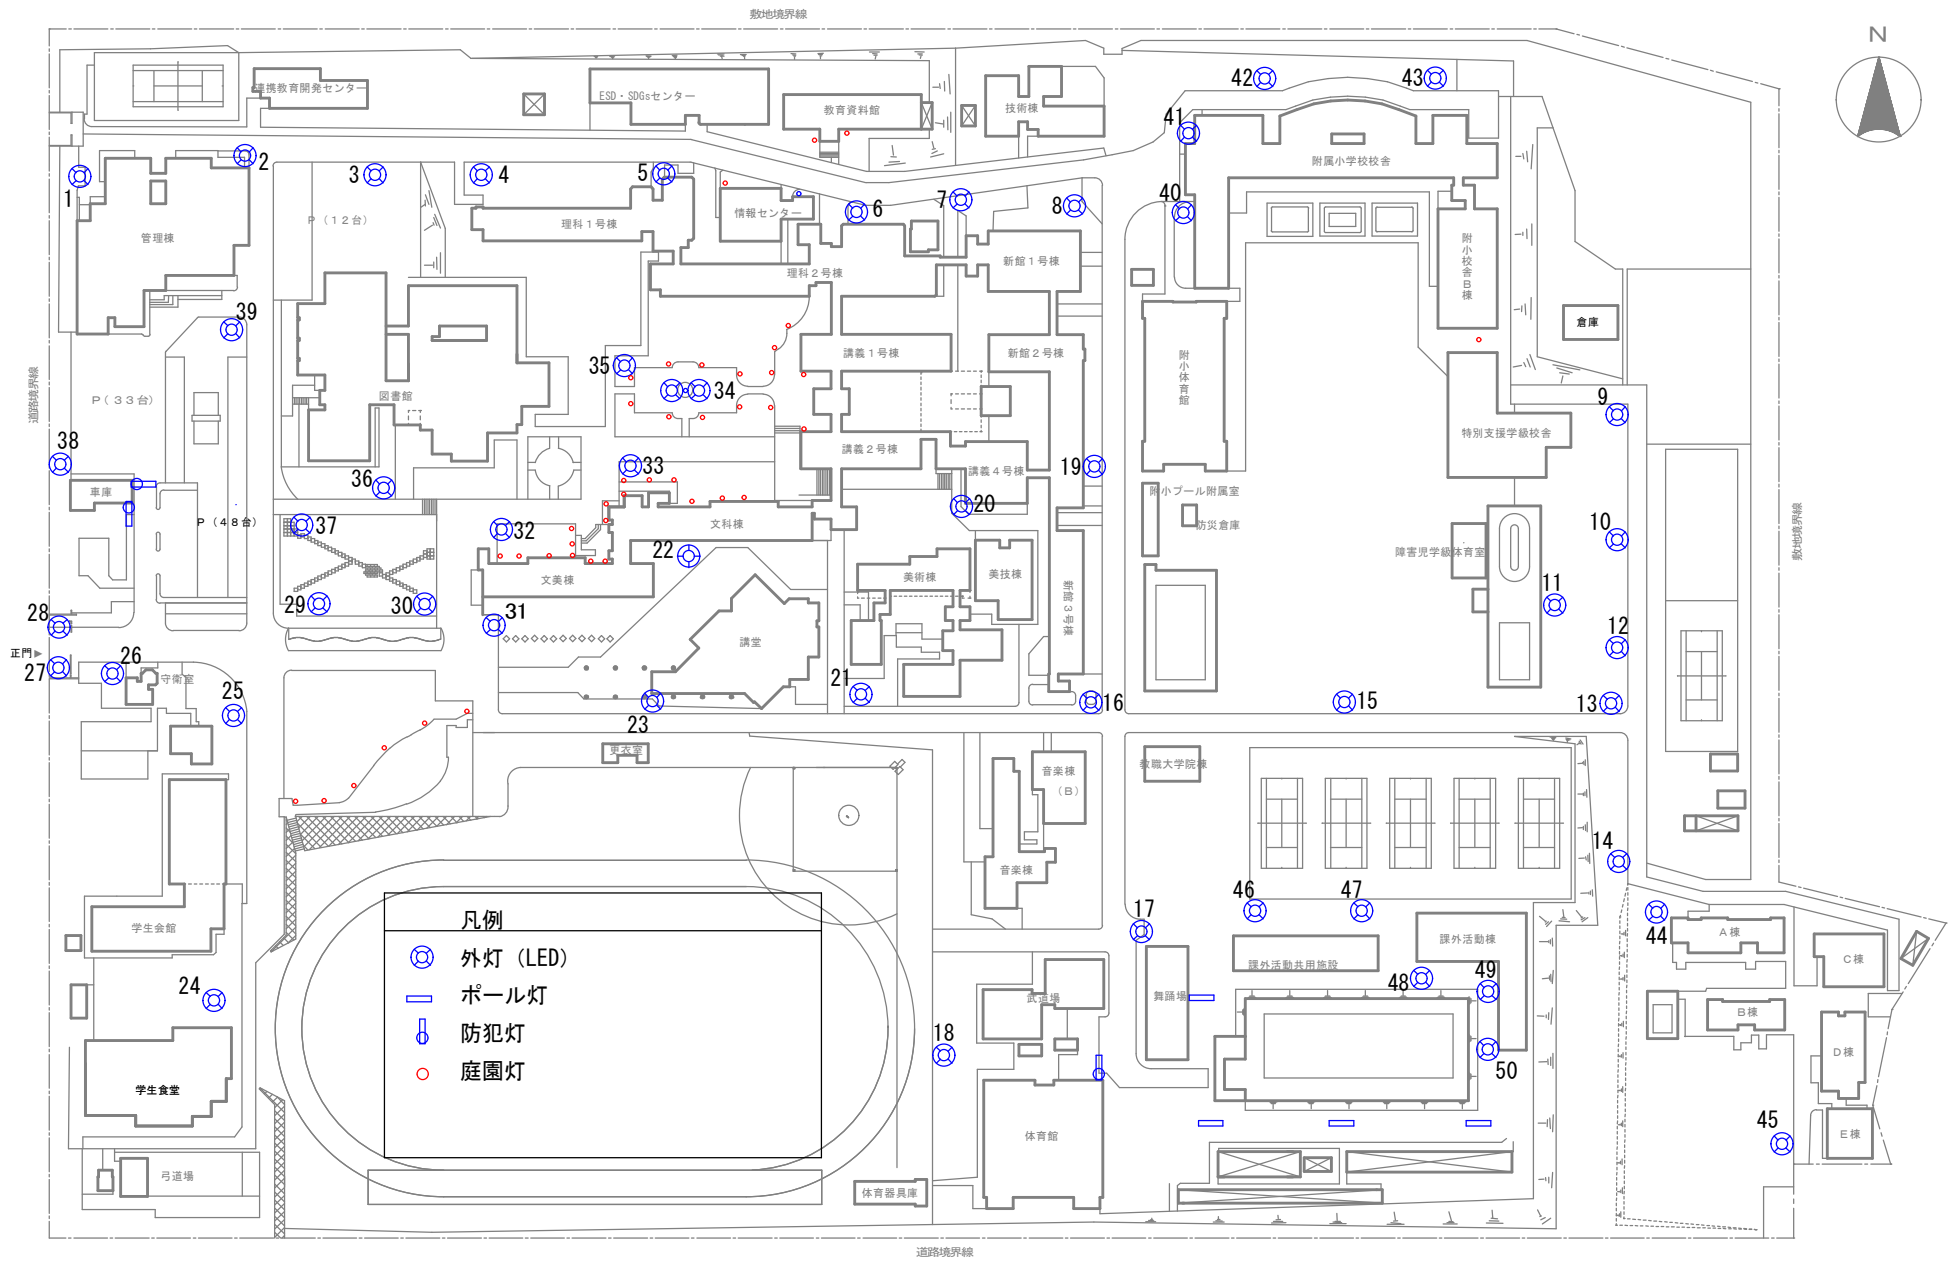 敷地境界線
N
連携教育開発センター
ESD・SDGsセンター
教育資料館
技術棟
42
43
41
附属小学校校舎
1
2
3
4
5
6
7
8
40
管理棟
P（12台）
理科1号棟
情報センター
理科2号棟
新館1号棟
附小校舎B棟
倉庫
39
35
34
講義1号棟
新館2号棟
附小体育館
道路境界線
P（33台）
図書館
9
38
33
講義2号棟
講義4号棟
19
特別支援学級校舎
車庫
36
附小プール附属室
防災倉庫
P（48台）
37
32
文科棟
20
10
敷地境界線
22
障害児学級体育室
文美棟
美術棟
美技棟
新館3号棟
11
28
29
30
31
講堂
12
正門
27
26
守衛室
25
23
21
16
15
13
更衣室
音楽棟
（B）
教職大学院棟
14
音楽棟
凡例
外灯（LED）
ポール灯
防犯灯
庭園灯
17
46
47
44
A棟
学生会館
課外活動棟
C棟
課外活動共用施設
24
武道場
舞踊場
48
49
B棟
18
50
D棟
学生食堂
体育館
45
E棟
弓道場
体育器具庫
道路境界線